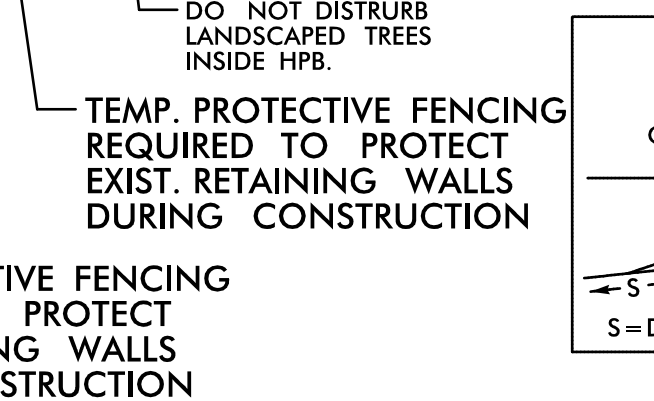 DO NOT DISTRURB
LANDSCAPED TREES
INSIDE HPB.
TEMP. PROTECTIVE FENCING
REQUIRED TO PROTECT
EXIST. RETAINING WALLS
DURING CONSTRUCTION
TIVE FENCING
PROTECT
NG WALLS
STRUCTION
S
S=D